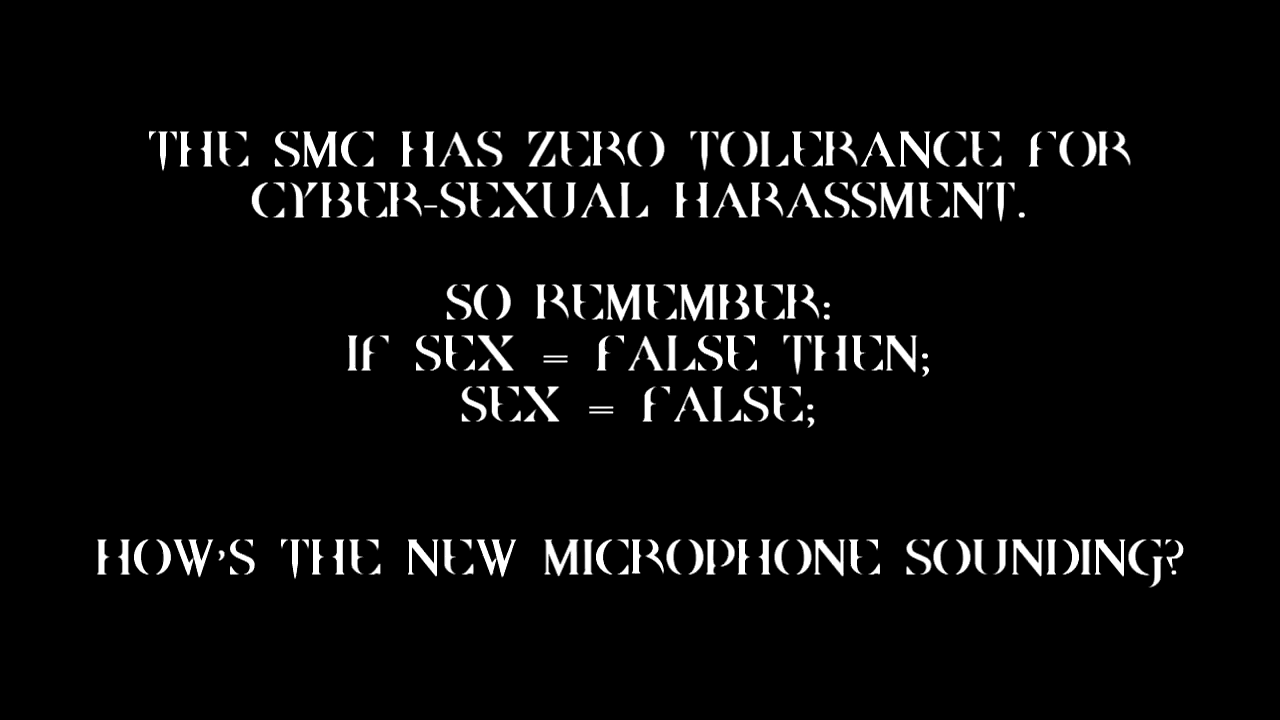 THE SMC HAS ZERO TOLERANCE FOR
CYBER-SEXUAL HARASSMENT.
SO REMEMBER:
IF SEX = FALSE THEN;
SEX = FALSE;
HOW'S THE NEW MICROPHONE SOUNDING?